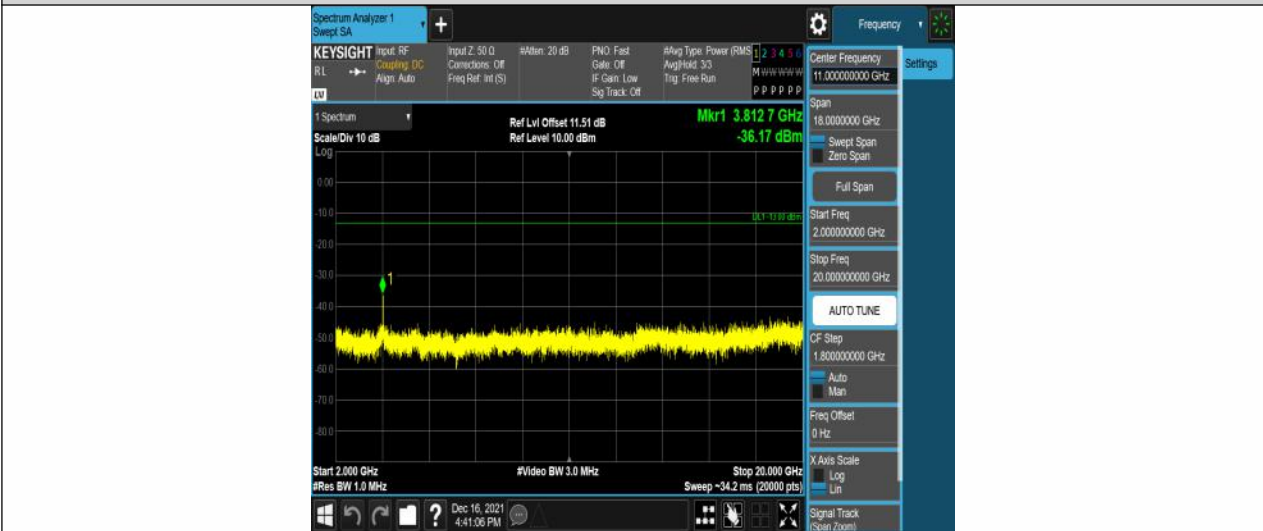 Spectrum Analyzer 1
Swept SA
+
Frequency
KEYSIGHT
RL
LV
Input: RF
Coupling: DC
Align: Auto
Input Z: 50 Ω
Corrections: Off
Freq Ref: Int (S)
#Atten: 20 dB
PNO: Fast
Gate: Off
IF Gain: Low
Sig Track: Off
#Avg Type: Power (RMS
Avg|Hold: 3/3
Trig: Free Run
1 2 3 4 5 6
M W W W W W
P P P P P P
1 Spectrum
Scale/Div 10 dB
Log
Ref Lvl Offset 11.51 dB
Ref Level 10.00 dBm
Mkr1 3.812 7 GHz
-36.17 dBm
0.00
-10.0
DL1 -13.00 dBm
-20.0
-30.0
1
-40.0
-50.0
-60.0
-70.0
-80.0
Start 2.000 GHz
#Res BW 1.0 MHz
#Video BW 3.0 MHz
Stop 20.000 GHz
Sweep ~34.2 ms (20000 pts)
Center Frequency
11.000000000 GHz
Settings
Span
18.0000000 GHz
Swept Span
Zero Span
Full Span
Start Freq
2.000000000 GHz
Stop Freq
20.000000000 GHz
AUTO TUNE
CF Step
1.800000000 GHz
Auto
Man
Freq Offset
0 Hz
X Axis Scale
Log
Lin
Signal Track
(Span Zoom)
?
Dec 16, 2021
4:41:06 PM